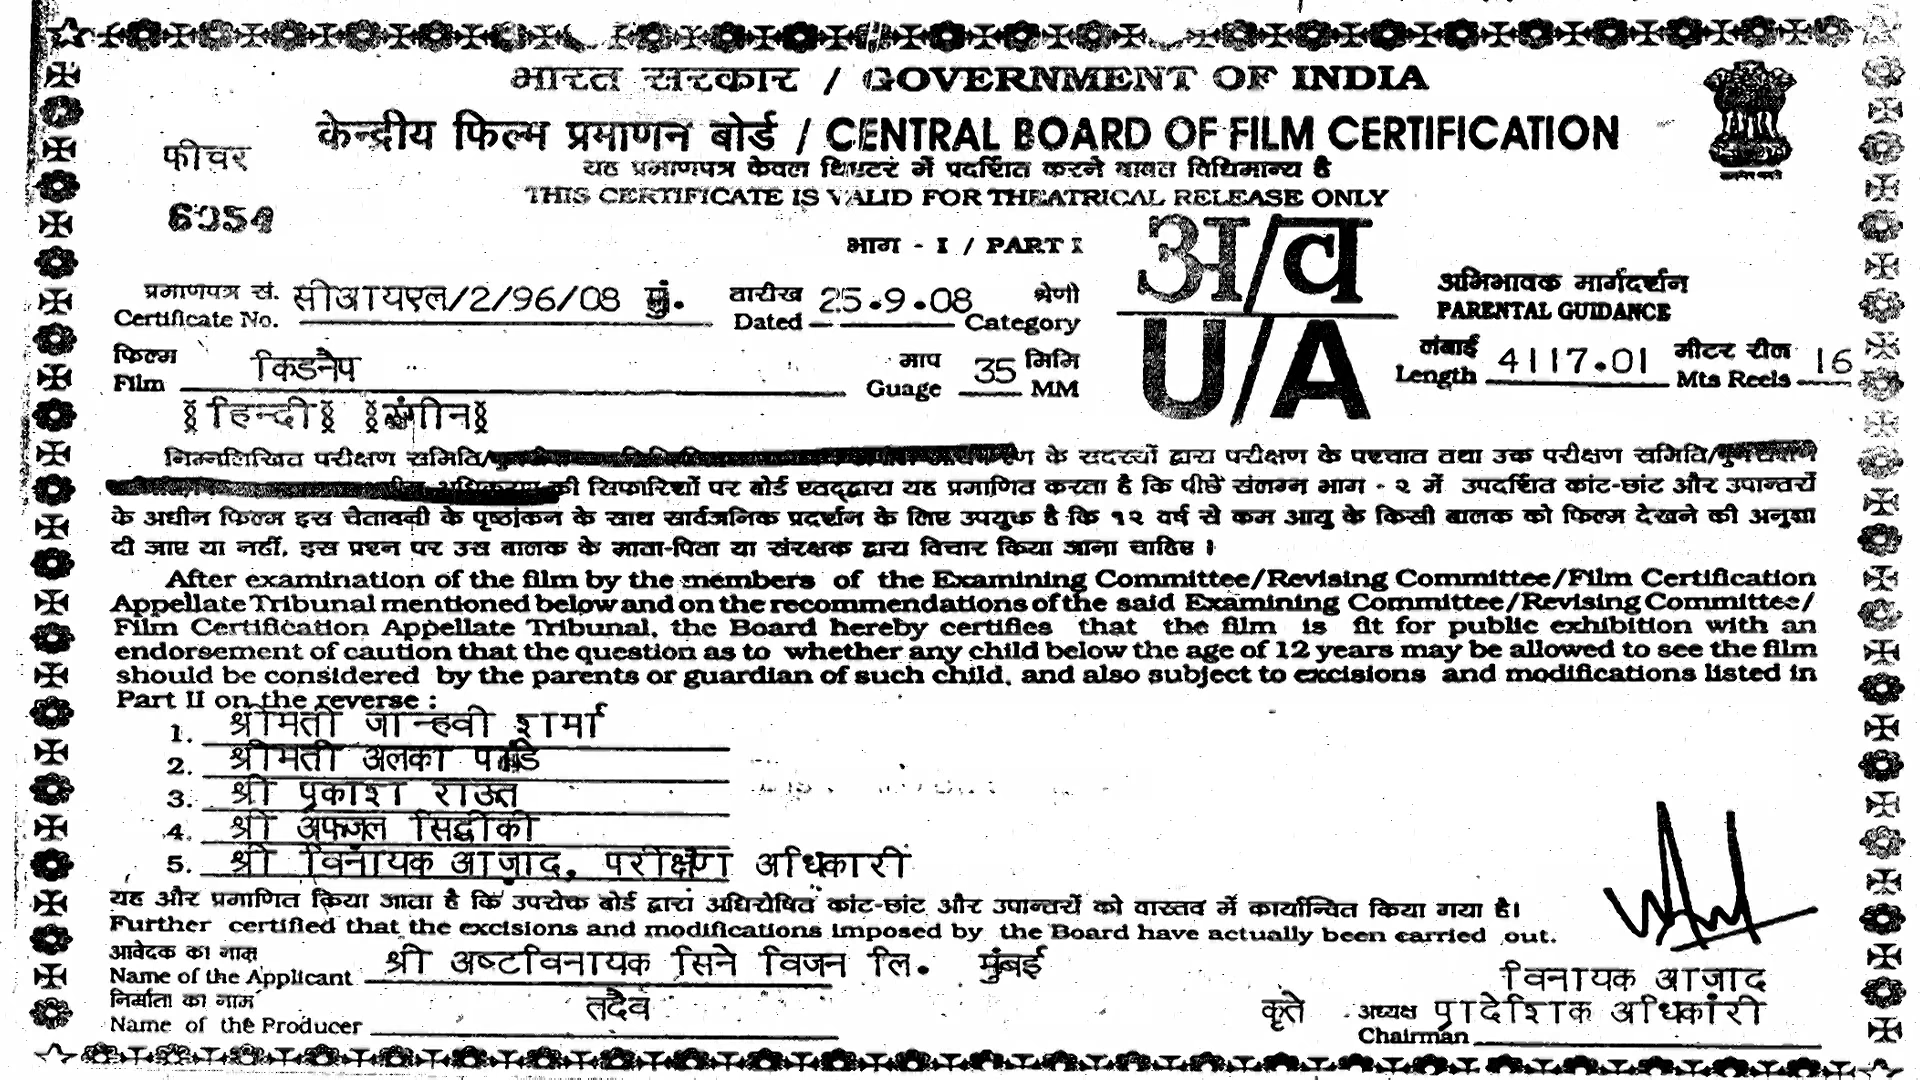 भारत सरकार / GOVERNMENT OF INDIA
केन्द्रीय फिल्म प्रमाणन बोर्ड / CENTRAL BOARD OF FILM CERTIFICATION
फीचर
यह प्रमाणपत्र केवल थिएटर में प्रदर्शित करने बाबत विधिमान्य है
THIS CERTIFICATE IS VALID FOR THEATRICAL RELEASE ONLY
भाग - I / PART I
अ/व
U/A
प्रमाणपत्र सं. सीआयएल/2/96/08 मुं. तारीख 25.9.08 श्रेणी
Certificate No. Dated Category
अभिभावक मार्गदर्शन
PARENTAL GUIDANCE
फिल्म किडनैप माप 35 मिमि
Film Guage MM
लंबाई 4117.01 मीटर रील 16
Length Mts Reels
हिन्दी रंगीन
निम्नलिखित परीक्षण समिति/ के सदस्यों द्वारा परीक्षण के पश्चात तथा उक्त परीक्षण समिति/
की सिफारिशों पर बोर्ड एतद्द्वारा यह प्रमाणित करता है कि पीछे संलग्न भाग - २ में उपदर्शित कांट-छांट और उपान्तरों
के अधीन फिल्म इस चेतावनी के पृष्ठांकन के साथ सार्वजनिक प्रदर्शन के लिए उपयुक्त है कि १२ वर्ष से कम आयु के किसी बालक को फिल्म देखने की अनुज्ञा
दी जाए या नहीं, इस प्रश्न पर उस बालक के माता-पिता या संरक्षक द्वारा विचार किया जाना चाहिए ।
After examination of the film by the members of the Examining Committee/Revising Committee/Film Certification
Appellate Tribunal mentioned below and on the recommendations of the said Examining Committee/Revising Committee/
Film Certification Appellate Tribunal, the Board hereby certifies that the film is fit for public exhibition with an
endorsement of caution that the question as to whether any child below the age of 12 years may be allowed to see the film
should be considered by the parents or guardian of such child, and also subject to excisions and modifications listed in
Part II on the reverse :
1. श्रीमती जान्हवी शर्मा
2. श्रीमती अलका
3. श्री प्रकाश राऊत
4. श्री अफजल सिद्दीकी
5. श्री विनायक आज़ाद, परीक्षण अधिकारी
यह और प्रमाणित किया जाता है कि उपरोक्त बोर्ड द्वारा अधिरोपित कांट-छांट और उपान्तरों को वास्तव में कार्यान्वित किया गया है।
Further certified that the excisions and modifications imposed by the Board have actually been carried out.
आवेदक का नाम श्री अष्टविनायक सिने विजन लि. मुंबई
Name of the Applicant
निर्माता का नाम तदैव
Name of the Producer
विनायक आज़ाद
कृते अध्यक्ष प्रादेशिक अधिकारी
Chairman